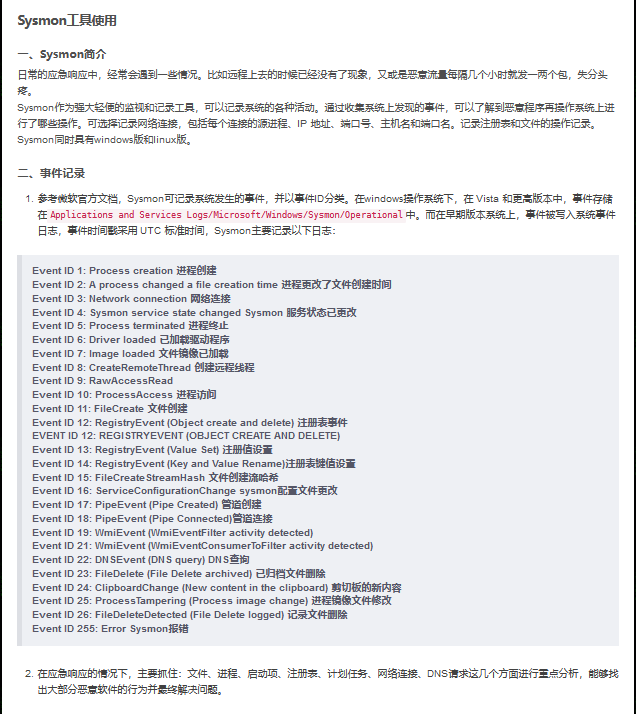 Sysmon工具使用
一、Sysmon简介
日常的应急响应中，经常会遇到一些情况。比如远程上去的时候已经没有了现象，又或是恶意流量每隔几个小时就发一两个包，失分头
疼。
Sysmon作为强大轻便的监视和记录工具，可以记录系统的各种活动。通过收集系统上发现的事件，可以了解到恶意程序再操作系统上进
行了哪些操作。可选择记录网络连接，包括每个连接的源进程、IP 地址、端口号、主机名和端口名。记录注册表和文件的操作记录。
Sysmon同时具有windows版和linux版。
二、事件记录
1. 参考微软官方文档，Sysmon可记录系统发生的事件，并以事件ID分类。在windows操作系统下，在 Vista 和更高版本中，事件存储
在 Applications and Services Logs/Microsoft/Windows/Sysmon/Operational 中。而在早期版本系统上，事件被写入系统事件
日志，事件时间戳采用 UTC 标准时间，Sysmon主要记录以下日志：
Event ID 1: Process creation 进程创建
Event ID 2: A process changed a file creation time 进程更改了文件创建时间
Event ID 3: Network connection 网络连接
Event ID 4: Sysmon service state changed Sysmon 服务状态已更改
Event ID 5: Process terminated 进程终止
Event ID 6: Driver loaded 已加载驱动程序
Event ID 7: Image loaded 文件镜像已加载
Event ID 8: CreateRemoteThread 创建远程线程
Event ID 9: RawAccessRead
Event ID 10: ProcessAccess 进程访问
Event ID 11: FileCreate 文件创建
Event ID 12: RegistryEvent (Object create and delete) 注册表事件
EVENT ID 12: REGISTRYEVENT (OBJECT CREATE AND DELETE)
Event ID 13: RegistryEvent (Value Set) 注册值设置
Event ID 14: RegistryEvent (Key and Value Rename)注册表键值设置
Event ID 15: FileCreateStreamHash 文件创建流哈希
Event ID 16: ServiceConfigurationChange sysmon配置文件更改
Event ID 17: PipeEvent (Pipe Created) 管道创建
Event ID 18: PipeEvent (Pipe Connected)管道连接
Event ID 19: WmiEvent (WmiEventFilter activity detected)
Event ID 21: WmiEvent (WmiEventConsumerToFilter activity detected)
Event ID 22: DNSEvent (DNS query) DNS查询
Event ID 23: FileDelete (File Delete archived) 已归档文件删除
Event ID 24: ClipboardChange (New content in the clipboard) 剪切板的新内容
Event ID 25: ProcessTampering (Process image change) 进程镜像文件修改
Event ID 26: FileDeleteDetected (File Delete logged) 记录文件删除
Event ID 255: Error Sysmon报错
2. 在应急响应的情况下，主要抓住：文件、进程、启动项、注册表、计划任务、网络连接、DNS请求这几个方面进行重点分析，能够找
出大部分恶意软件的行为并最终解决问题。